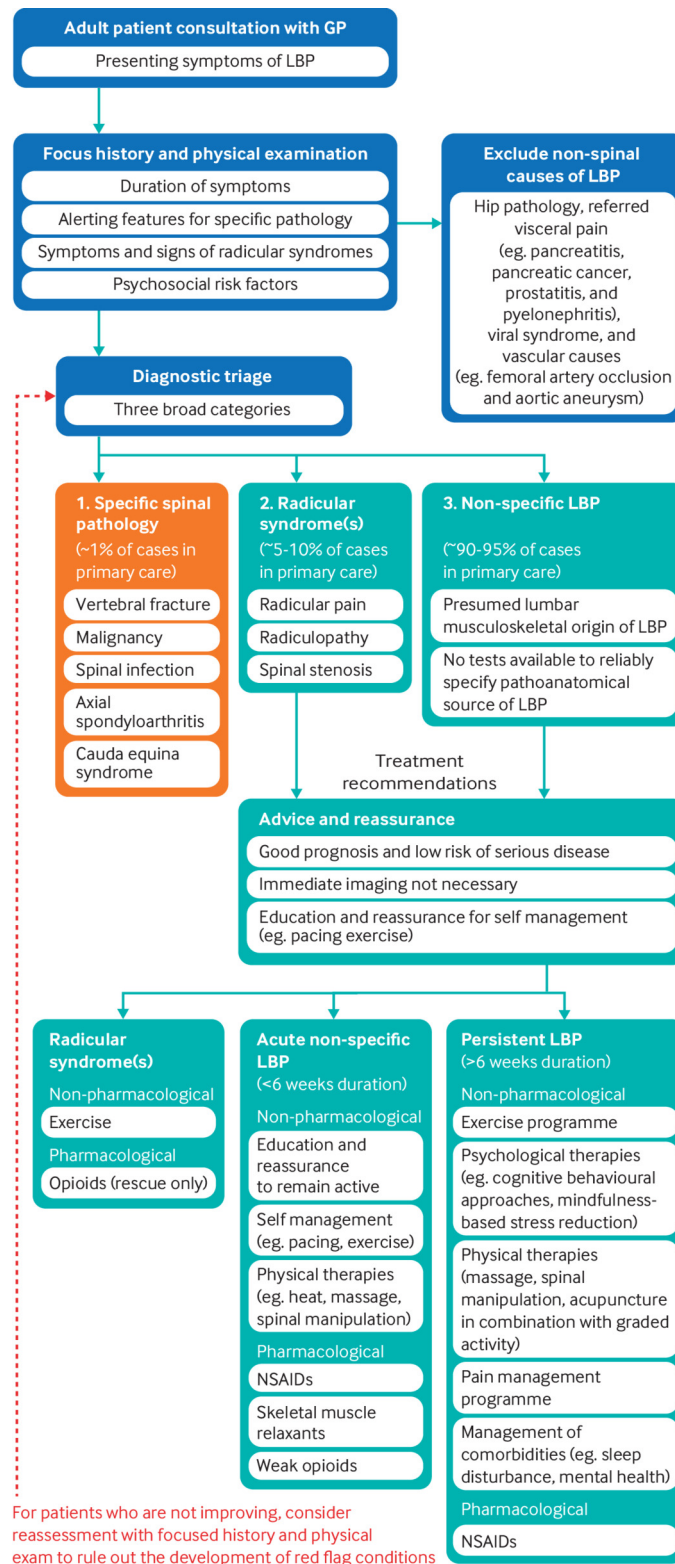 Adult patient consultation with GP
Presenting symptoms of LBP
Focus history and physical examination
Duration of symptoms
Alerting features for specific pathology
Symptoms and signs of radicular syndromes
Psychosocial risk factors
Exclude non-spinal
causes of LBP
Hip pathology, referred
visceral pain
(eg. pancreatitis,
pancreatic cancer,
prostatitis, and
pyelonephritis),
viral syndrome, and
vascular causes
(eg. femoral artery occlusion
and aortic aneurysm)
Diagnostic triage
Three broad categories
1. Specific spinal
pathology
(~1% of cases in
primary care)
Vertebral fracture
Malignancy
Spinal infection
Axial
spondyloarthritis
Cauda equina
syndrome
2. Radicular
syndrome(s)
(~5-10% of cases
in primary care)
Radicular pain
Radiculopathy
Spinal stenosis
3. Non-specific LBP
(~90-95% of cases
in primary care)
Presumed lumbar
musculoskeletal origin of LBP
No tests available to reliably
specify pathoanatomical
source of LBP
Treatment
recommendations
Advice and reassurance
Good prognosis and low risk of serious disease
Immediate imaging not necessary
Education and reassurance for self management
(eg. pacing exercise)
Radicular
syndrome(s)
Non-pharmacological
Exercise
Pharmacological
Opioids (rescue only)
Acute non-specific
LBP
(<6 weeks duration)
Non-pharmacological
Education and
reassurance
to remain active
Self management
(eg. pacing, exercise)
Physical therapies
(eg. heat, massage,
spinal manipulation)
Pharmacological
NSAIDs
Skeletal muscle
relaxants
Weak opioids
Persistent LBP
(>6 weeks duration)
Non-pharmacological
Exercise programme
Psychological therapies
(eg. cognitive behavioural
approaches, mindfulness-
based stress reduction)
Physical therapies
(massage, spinal
manipulation, acupuncture
in combination with graded
activity)
Pain management
programme
Management of
comorbidities (eg. sleep
disturbance, mental health)
Pharmacological
NSAIDs
For patients who are not improving, consider
reassessment with focused history and physical
exam to rule out the development of red flag conditions